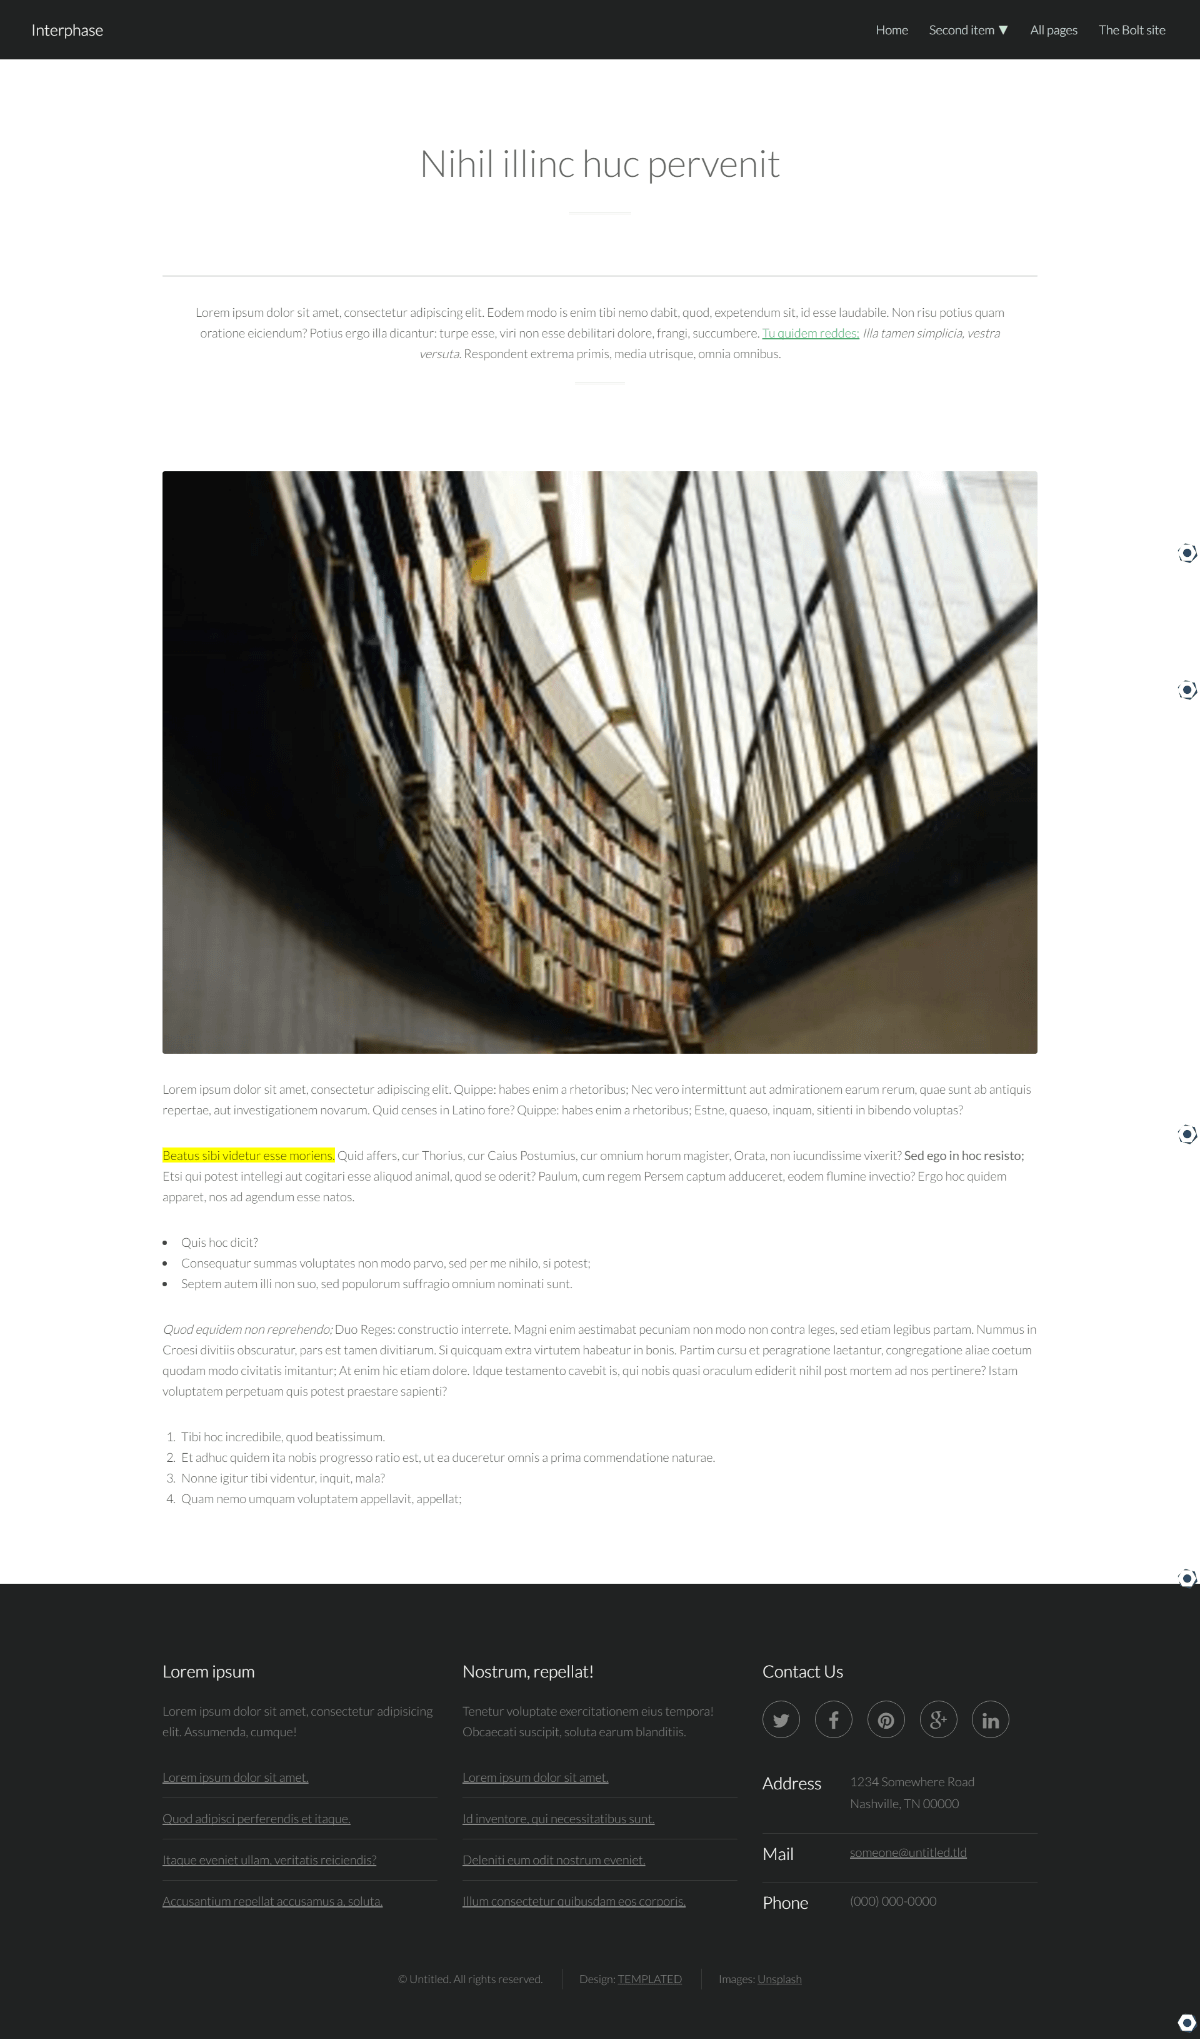 Interphase
Home Second item ▼ All pages The Bolt site
Nihil illinc huc pervenit
Lorem ipsum dolor sit amet, consectetur adipiscing elit. Eodem modo is enim tibi nemo dabit, quod, expetendum sit, id esse laudabile. Non risu potius quam
oratione eiciendum? Potius ergo illa dicantur: turpe esse, viri non esse debilitari dolore, frangi, succumbere. Tu quidem reddes; Illa tamen simplicia, vestra
versuta. Respondent extrema primis, media utrisque, omnia omnibus.
Lorem ipsum dolor sit amet, consectetur adipiscing elit. Quippe: habes enim a rhetoribus; Nec vero intermittunt aut admirationem earum rerum, quae sunt ab antiquis
repertae, aut investigationem novarum. Quid censes in Latino fore? Quippe: habes enim a rhetoribus; Estne, quaeso, inquam, sitienti in bibendo voluptas?
Beatus sibi videtur esse moriens. Quid affers, cur Thorius, cur Caius Postumius, cur omnium horum magister, Orata, non iucundissime vixerit? Sed ego in hoc resisto;
Etsi qui potest intellegi aut cogitari esse aliquod animal, quod se oderit? Paulum, cum regem Persem captum adduceret, eodem flumine invectio? Ergo hoc quidem
apparet, nos ad agendum esse natos.
• Quis hoc dicit?
• Consequatur summas voluptates non modo parvo, sed per me nihilo, si potest;
• Septem autem illi non suo, sed populorum suffragio omnium nominati sunt.
Quod equidem non reprehendo; Duo Reges: constructio interrete. Magni enim aestimabat pecuniam non modo non contra leges, sed etiam legibus partam. Nummus in
Croesi divitiis obscuratur, pars est tamen divitiarum. Si quicquam extra virtutem habeatur in bonis. Partim cursu et peragratione laetantur, congregatione aliae coetum
quodam modo civitatis imitantur; At enim hic etiam dolore. Idque testamento cavebit is, qui nobis quasi oraculum ediderit nihil post mortem ad nos pertinere? Istam
voluptatem perpetuam quis potest praestare sapienti?
1. Tibi hoc incredibile, quod beatissimum.
2. Et adhuc quidem ita nobis progresso ratio est, ut ea duceretur omnis a prima commendatione naturae.
3. Nonne igitur tibi videntur, inquit, mala?
4. Quam nemo umquam voluptatem appellavit, appellat;
Lorem ipsum
Lorem ipsum dolor sit amet, consectetur adipisicing
elit. Assumenda, cumque!
Lorem ipsum dolor sit amet.
Quod adipisci perferendis et itaque.
Itaque eveniet ullam, veritatis reiciendis?
Accusantium repellat accusamus a, soluta.
Nostrum, repellat!
Tenetur voluptate exercitationem eius tempora!
Obcaecati suscipit, soluta earum blanditiis.
Lorem ipsum dolor sit amet.
Id inventore, qui necessitatibus sunt.
Deleniti eum odit nostrum eveniet.
Illum consectetur quibusdam eos corporis.
Contact Us
Address 1234 Somewhere Road
Nashville, TN 00000
Mail someone@untitled.tld
Phone (000) 000-0000
© Untitled. All rights reserved. Design: TEMPLATED Images: Unsplash